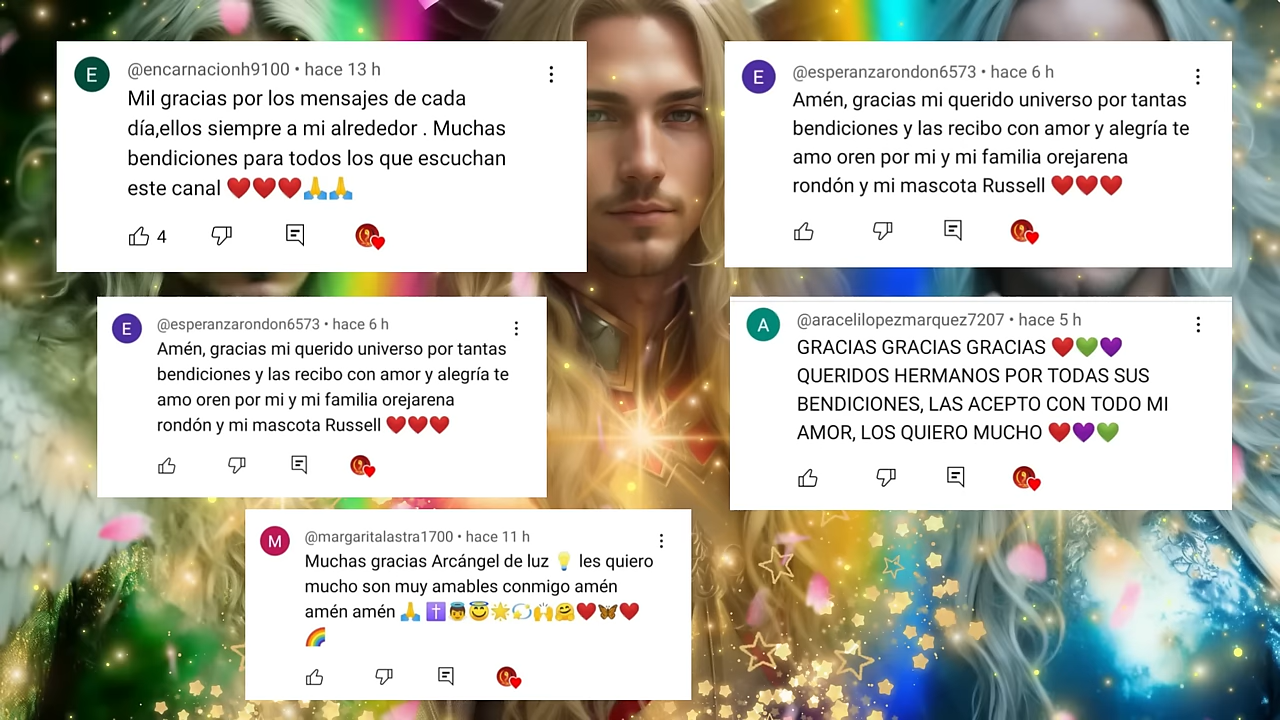 E
@encarnacionh9100 • hace 13 h
Mil gracias por los mensajes de cada
día,ellos siempre a mi alrededor . Muchas
bendiciones para todos los que escuchan
este canal ❤️❤️❤️🙏🙏
4
E
@esperanzarondon6573 • hace 6 h
Amén, gracias mi querido universo por tantas
bendiciones y las recibo con amor y alegría te
amo oren por mi y mi familia orejarena
rondón y mi mascota Russell ❤️❤️❤️
E
@esperanzarondon6573 • hace 6 h
Amén, gracias mi querido universo por tantas
bendiciones y las recibo con amor y alegría te
amo oren por mi y mi familia orejarena
rondón y mi mascota Russell ❤️❤️❤️
A
@aracelilopezmarquez7207 • hace 5 h
GRACIAS GRACIAS GRACIAS ❤️💚💜
QUERIDOS HERMANOS POR TODAS SUS
BENDICIONES, LAS ACEPTO CON TODO MI
AMOR, LOS QUIERO MUCHO ❤️💜💚
M
@margaritalastra1700 • hace 11 h
Muchas gracias Arcángel de luz 💡 les quiero
mucho son muy amables conmigo amén
amén amén 🙏✝️👼😇🌟💫🙌🤗❤️🦋❤️
🌈